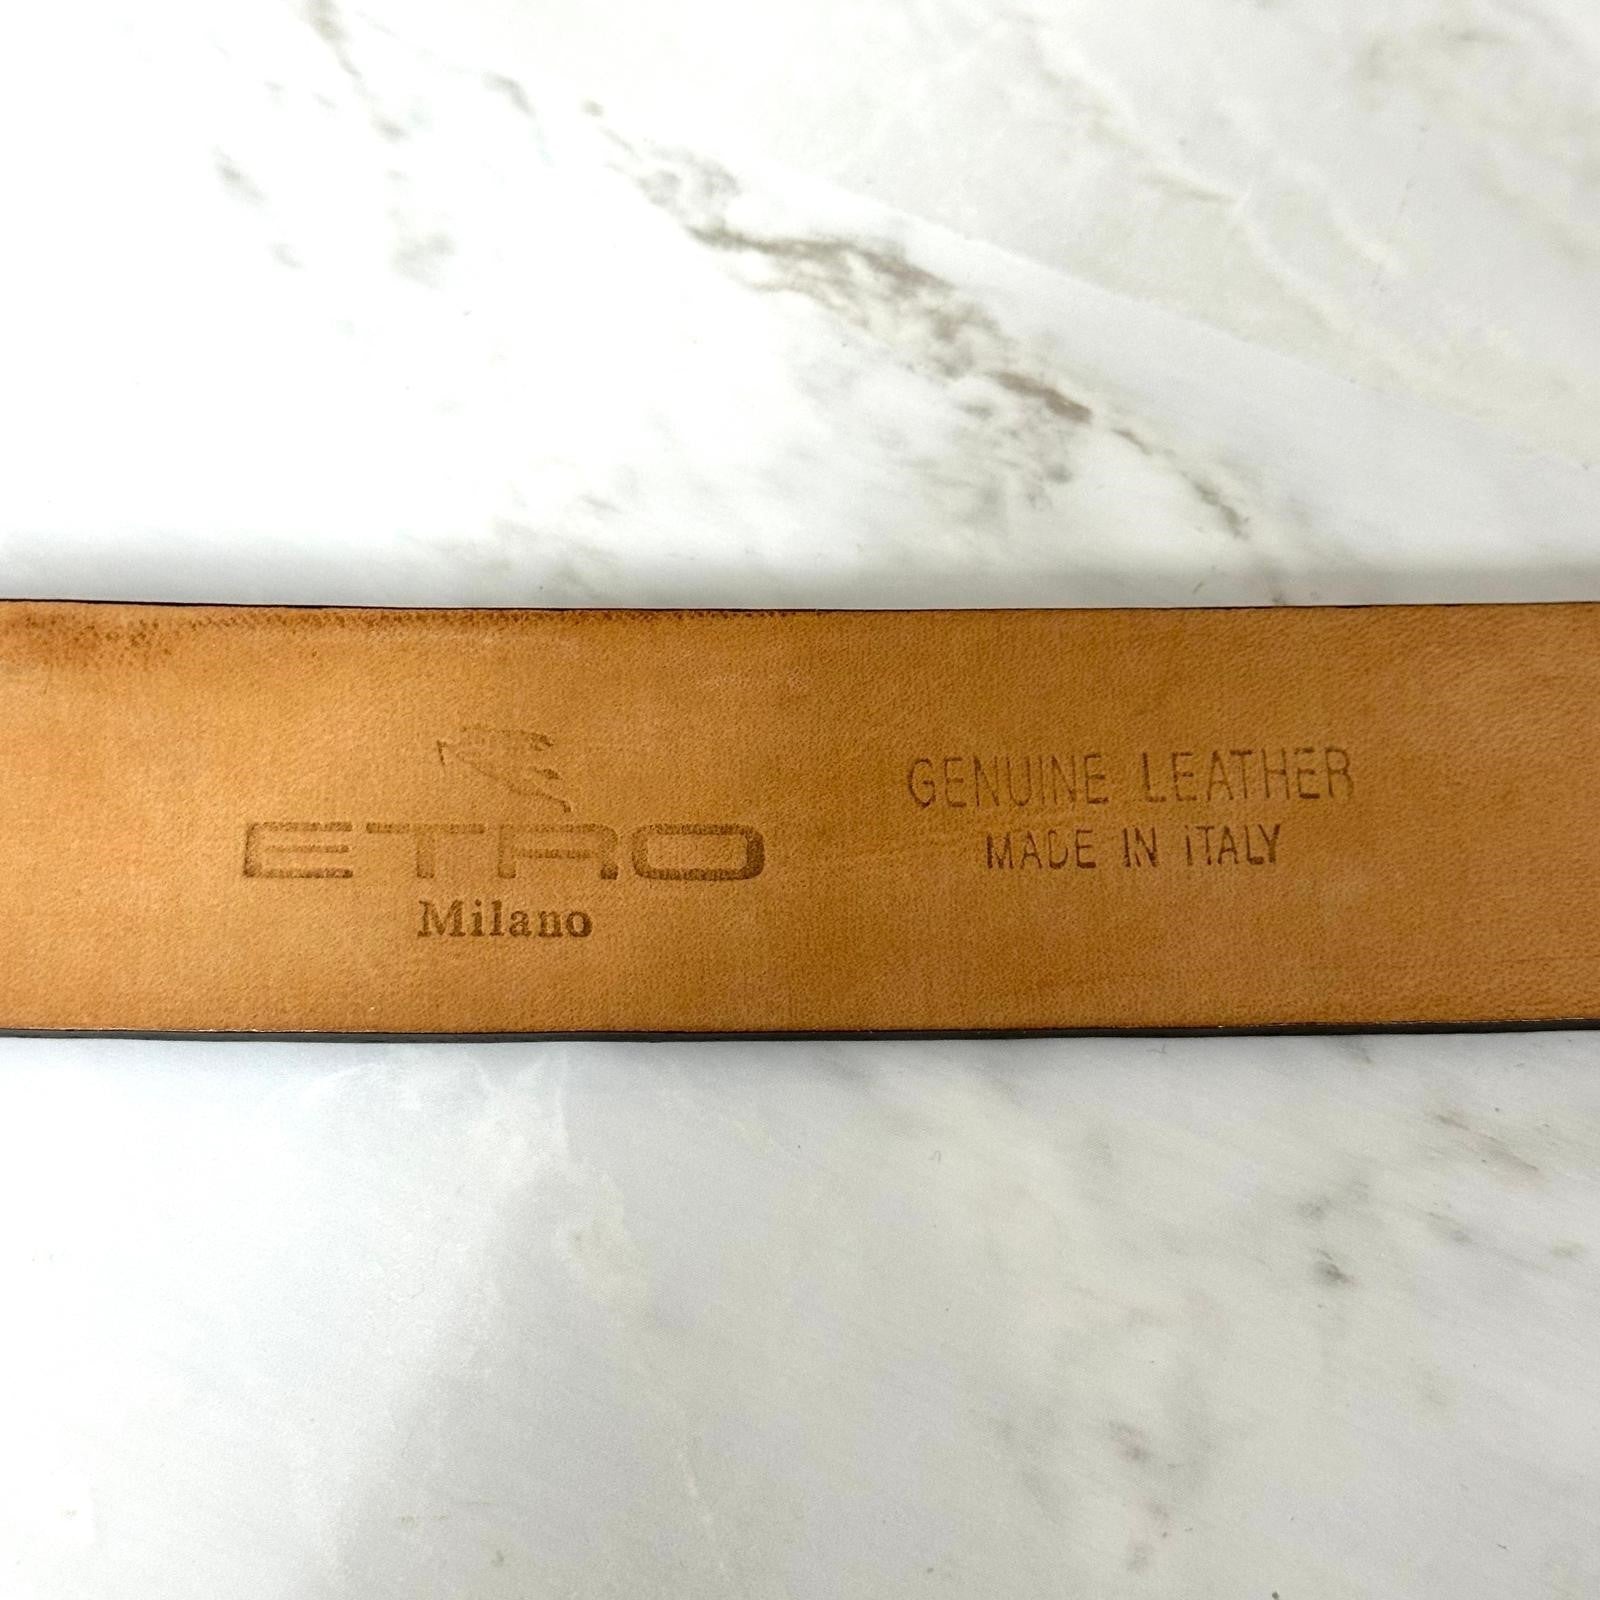 ETRO
Milano
GENUINE LEATHER
MADE IN ITALY